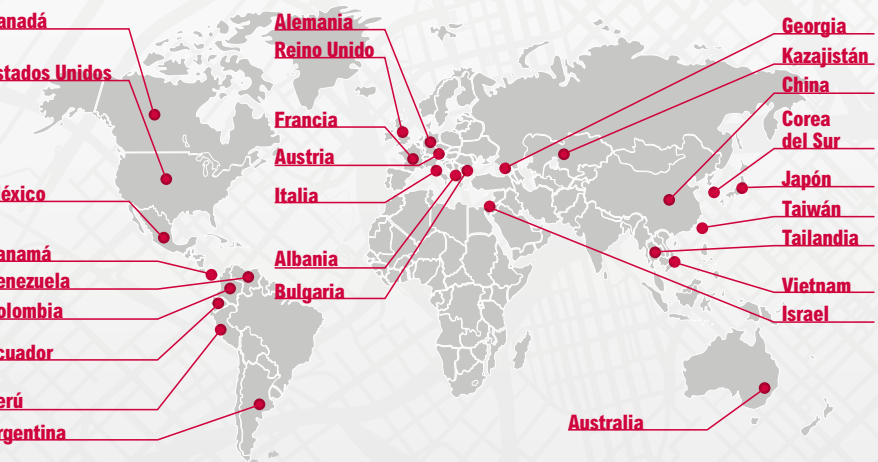 anadá
stados Unidos
éxico
anamá
enezuela
olombia
cuador
erú
rgentina
Alemania
Reino Unido
Francia
Austria
Italia
Albania
Bulgaria
Georgia
Kazajistán
China
Corea
del Sur
Japón
Taiwán
Tailandia
Vietnam
Israel
Australia